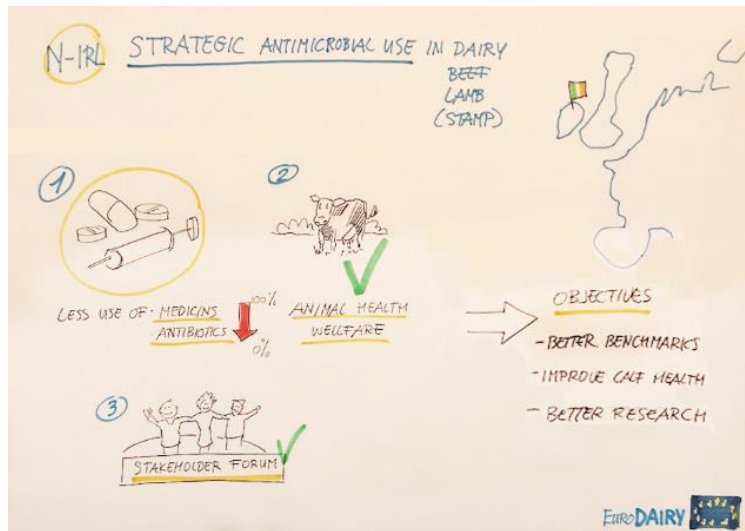 N-IRL STRATEGIC ANTIMICROBIAL USE IN DAIRY
BEEF
LAMB
(STAMP)
1
2
LESS USE OF · MEDICINS
· ANTIBIOTICS
100%
0%
ANIMAL HEALTH
WELLFARE
OBJECTIVES
- BETTER BENCHMARKS
- IMPROVE CALF HEALTH
- BETTER RESEARCH
3
STAKEHOLDER FORUM
EURODAIRY